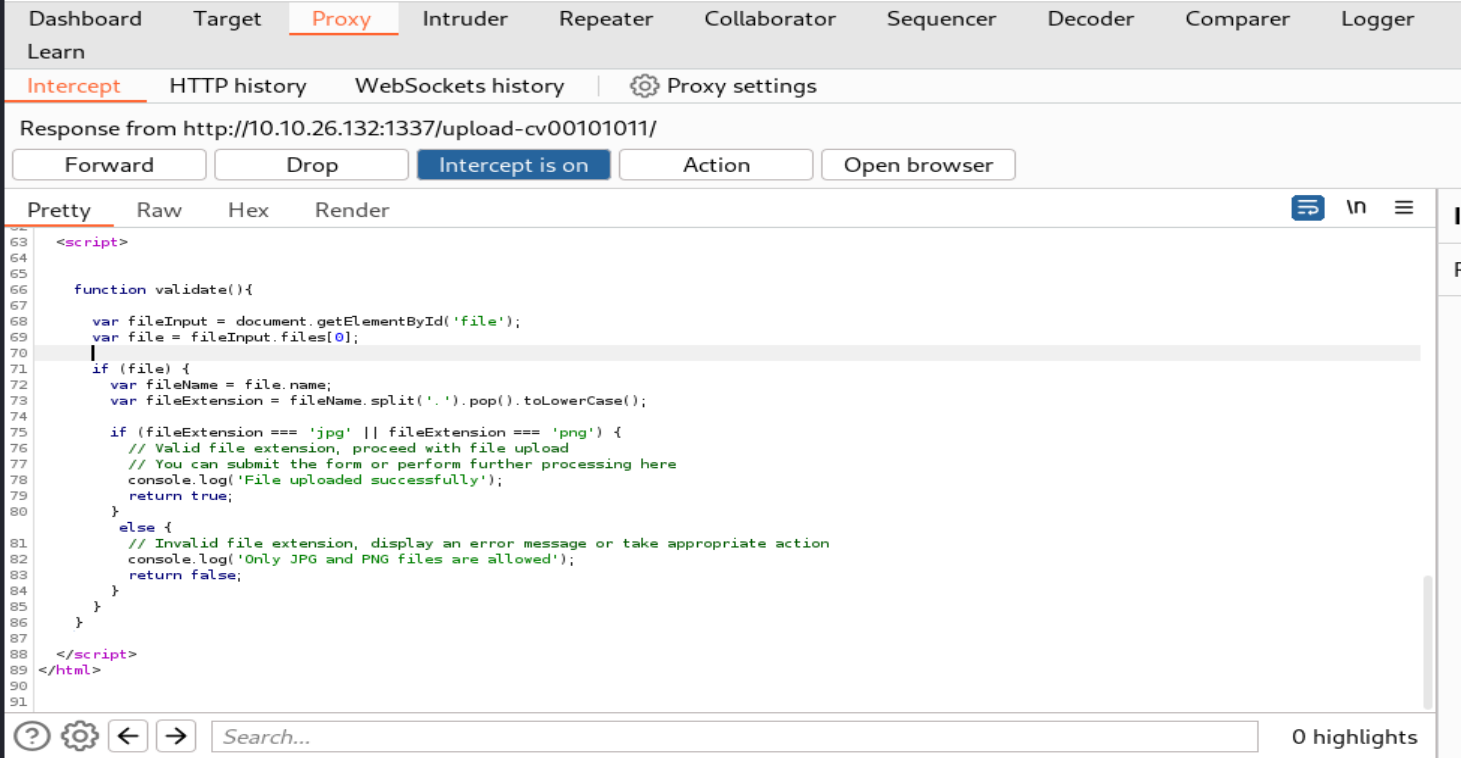 Dashboard Target Proxy Intruder Repeater Collaborator Sequencer Decoder Comparer Logger
Learn
Intercept HTTP history WebSockets history Proxy settings
Response from http://10.10.26.132:1337/upload-cv00101011/
Forward Drop Intercept is on Action Open browser
Pretty Raw Hex Render \n
63 <script>
64
65
66 function validate(){
67
68 var fileInput = document.getElementById('file');
69 var file = fileInput.files[0];
70
71 if (file) {
72 var fileName = file.name;
73 var fileExtension = fileName.split('.').pop().toLowerCase();
74
75 if (fileExtension === 'jpg' || fileExtension === 'png') {
76 // Valid file extension, proceed with file upload
77 // You can submit the form or perform further processing here
78 console.log('File uploaded successfully');
79 return true;
80 }
else {
81 // Invalid file extension, display an error message or take appropriate action
82 console.log('Only JPG and PNG files are allowed');
83 return false;
84 }
85 }
86 }
87
88 </script>
89 </html>
90
91
Search... 0 highlights